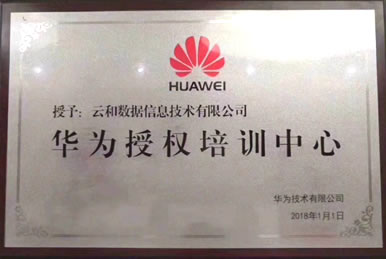 HUAWEI
授予：云和数据信息技术有限公司
华为授权培训中心
华为技术有限公司
2018年1月1日